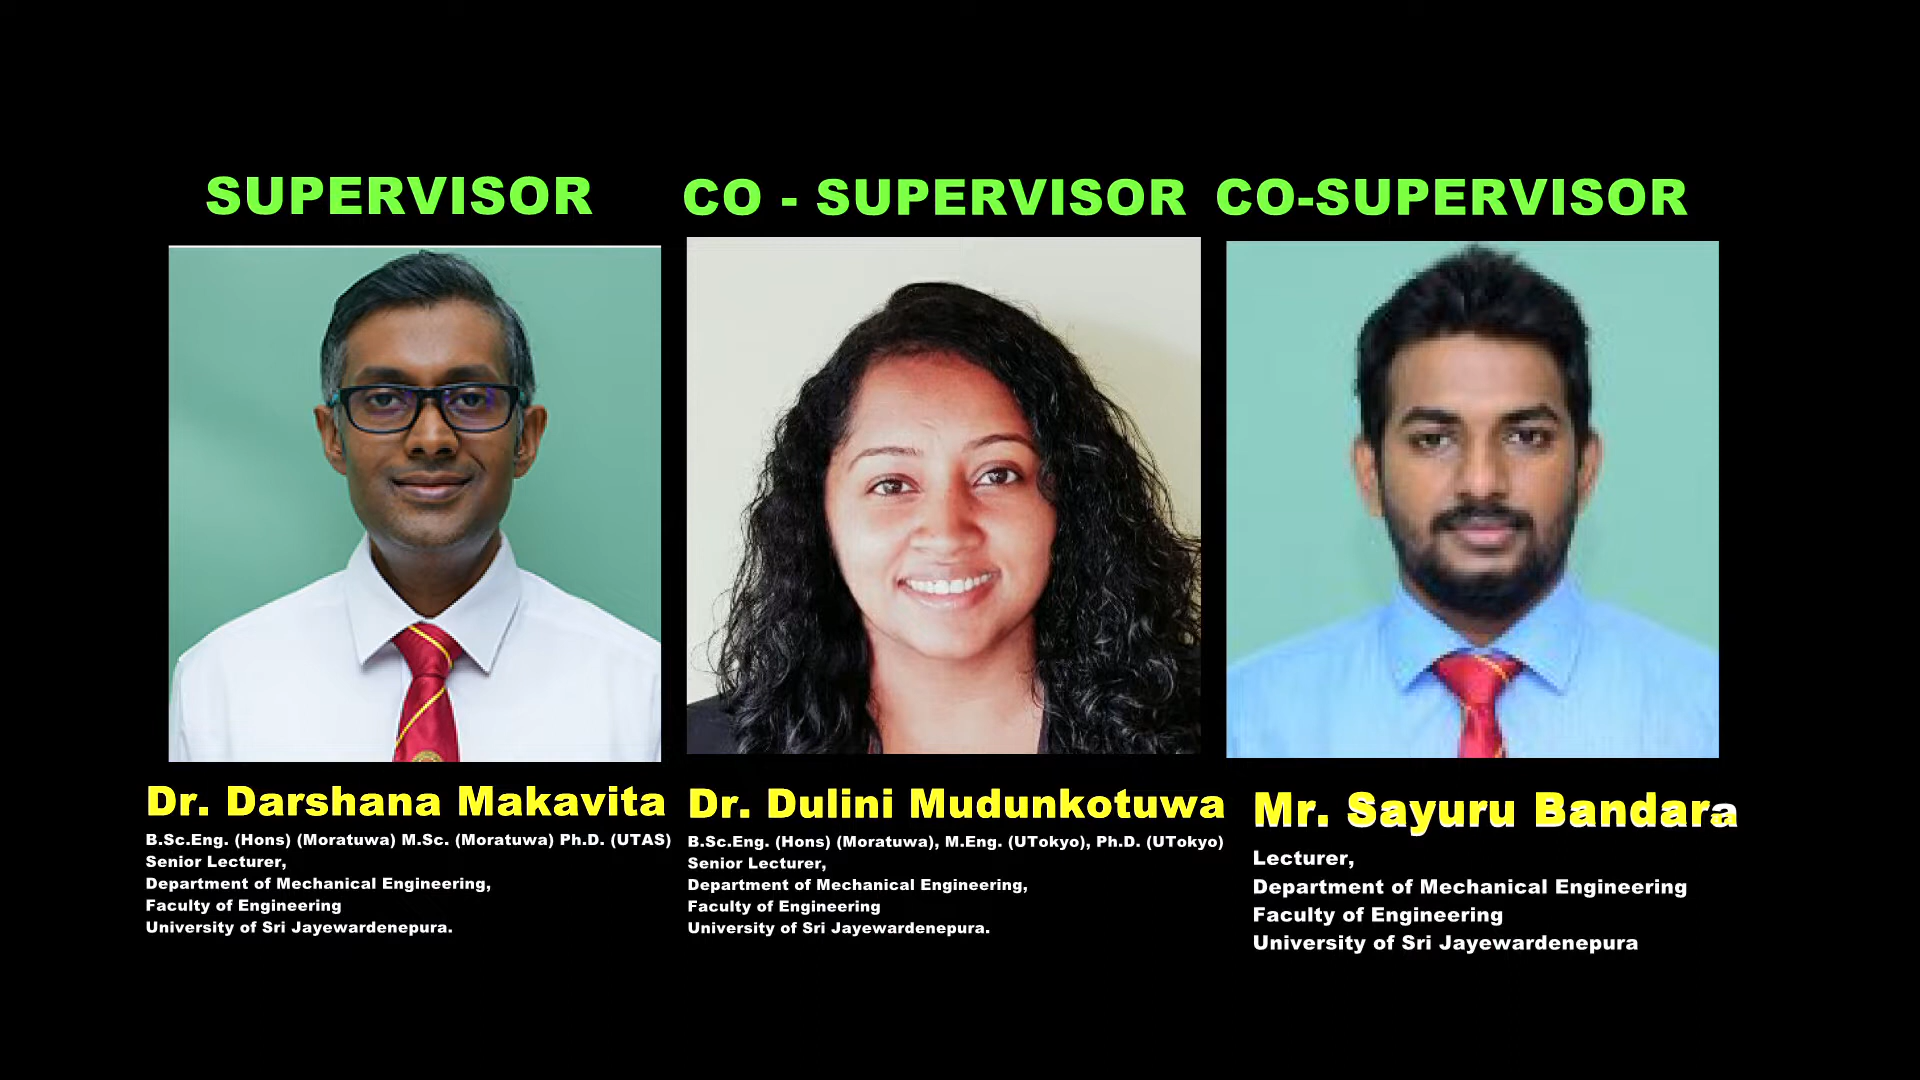 SUPERVISOR
CO - SUPERVISOR
CO-SUPERVISOR
Dr. Darshana Makavita
B.Sc.Eng. (Hons) (Moratuwa) M.Sc. (Moratuwa) Ph.D. (UTAS)
Senior Lecturer,
Department of Mechanical Engineering,
Faculty of Engineering
University of Sri Jayewardenepura.
Dr. Dulini Mudunkotuwa
B.Sc.Eng. (Hons) (Moratuwa), M.Eng. (UTokyo), Ph.D. (UTokyo)
Senior Lecturer,
Department of Mechanical Engineering,
Faculty of Engineering
University of Sri Jayewardenepura.
Mr. Sayuru Bandara
Lecturer,
Department of Mechanical Engineering
Faculty of Engineering
University of Sri Jayewardenepura